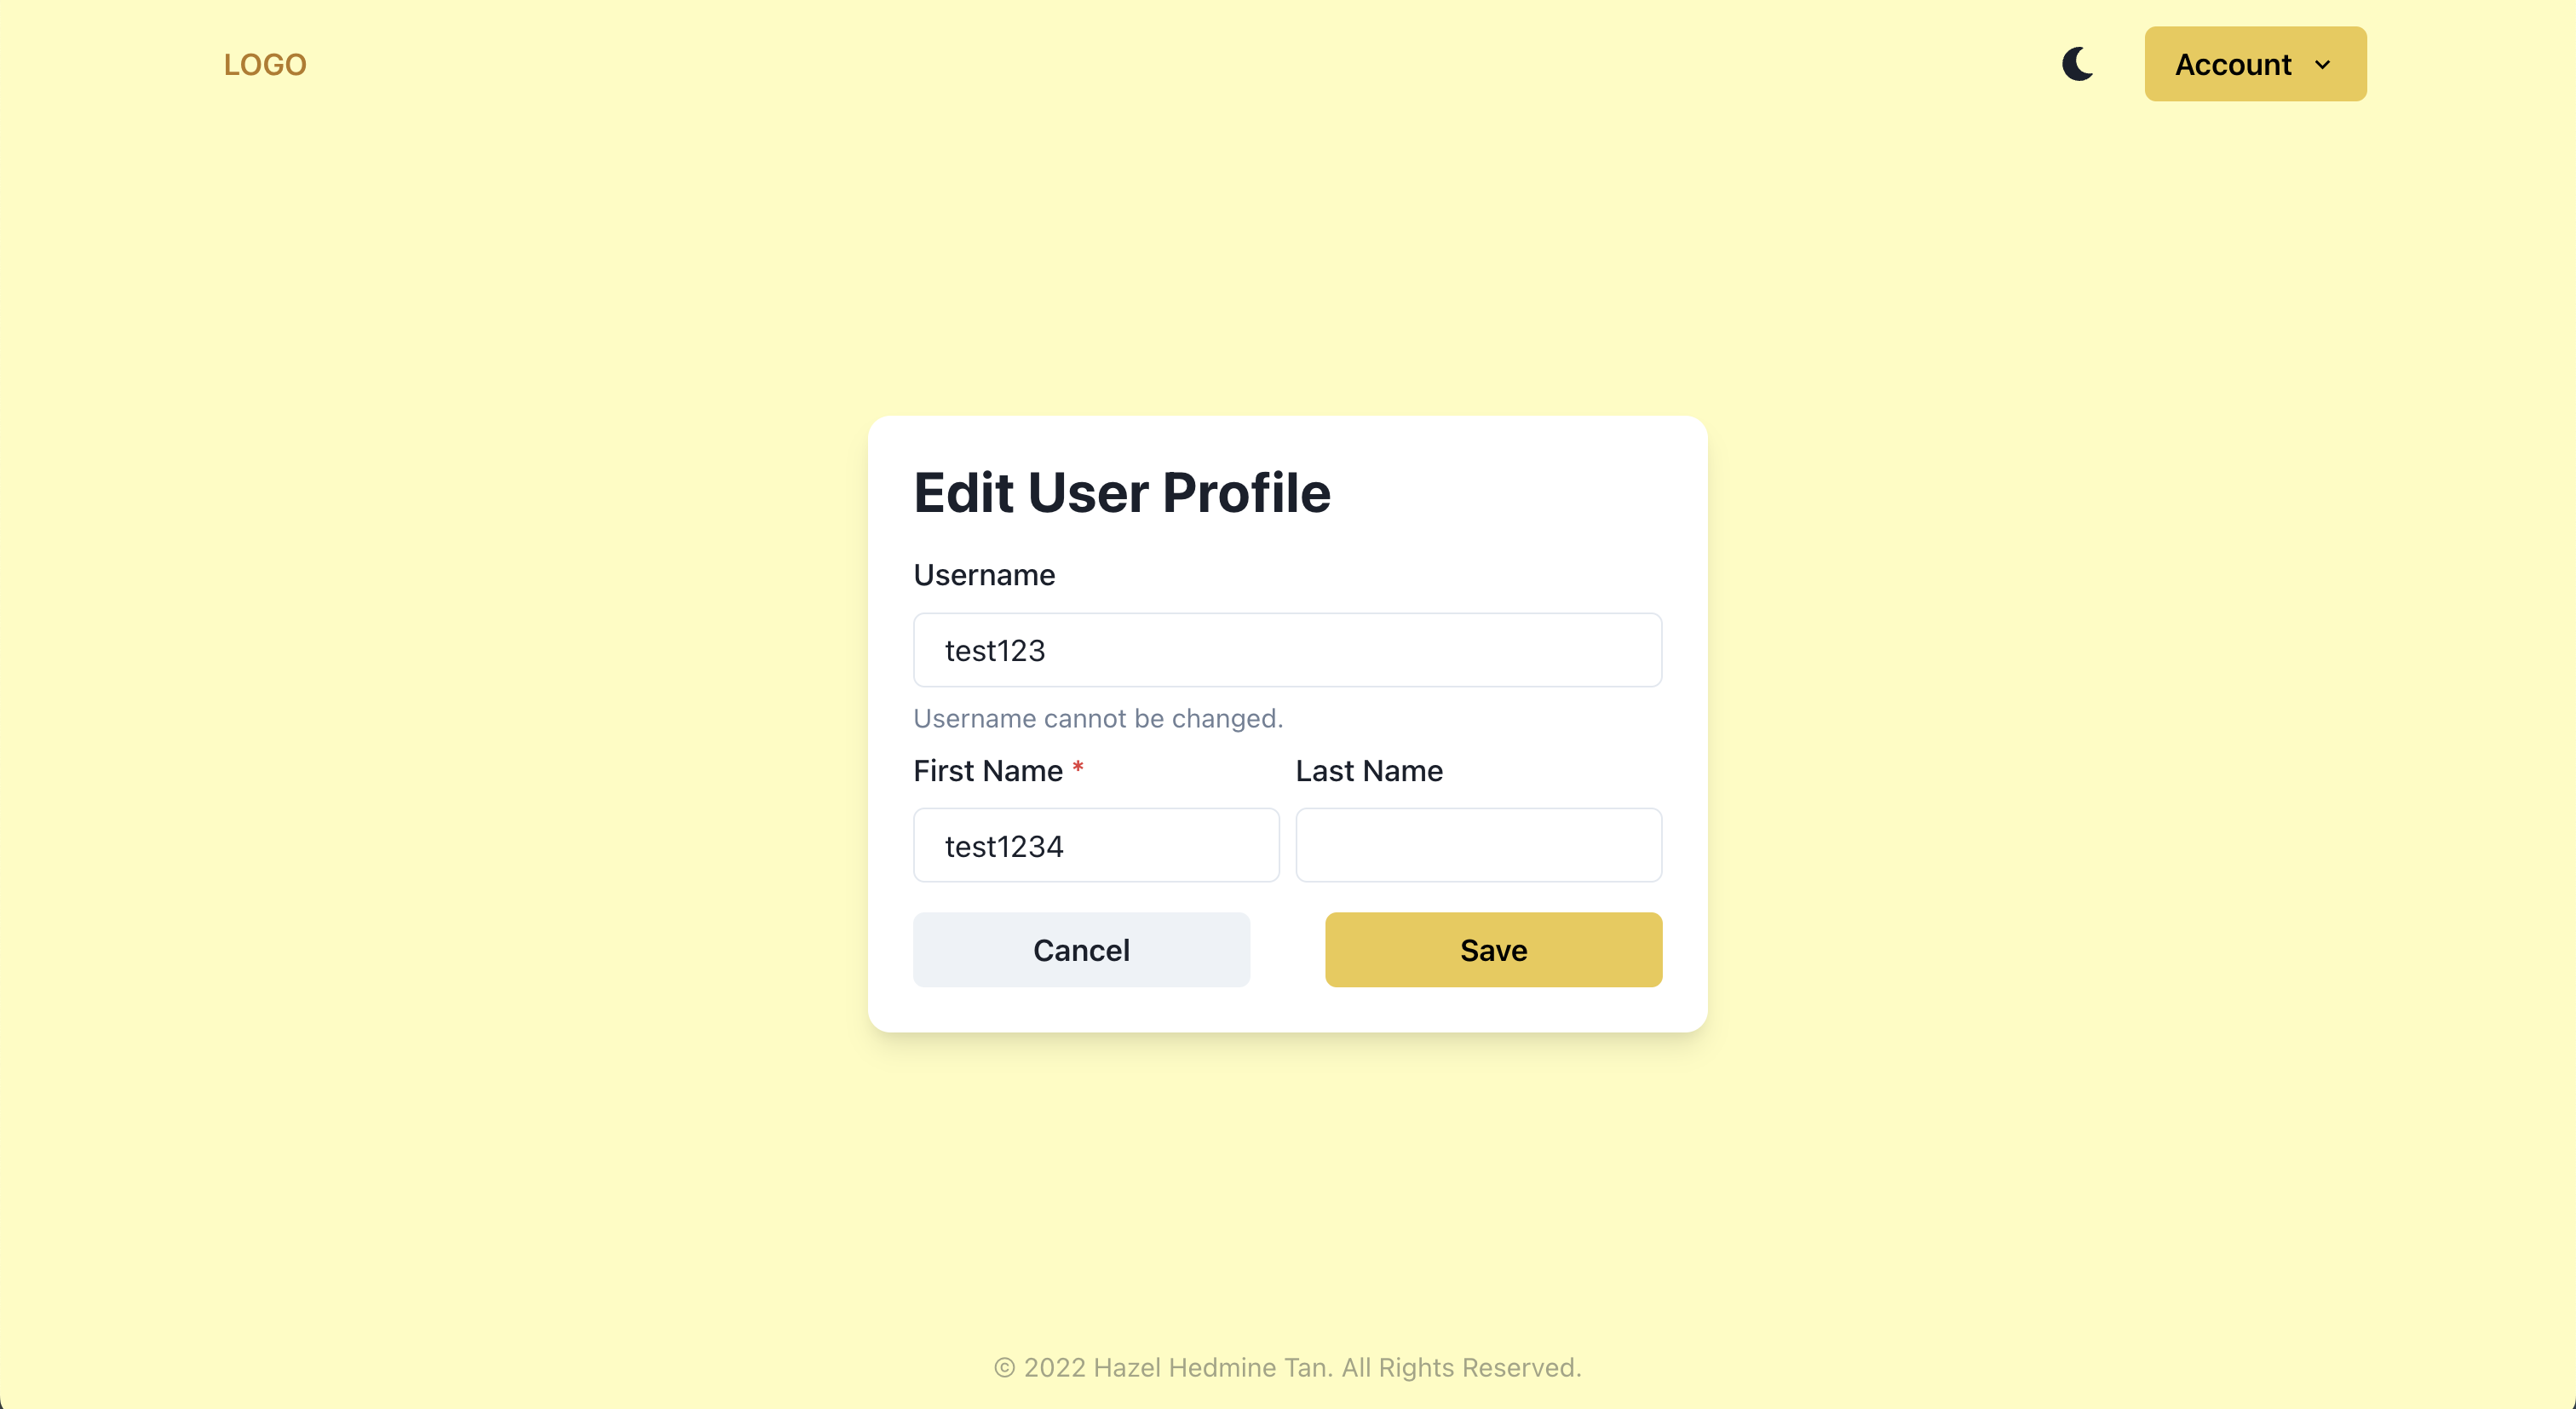 LOGO
Account
Edit User Profile
Username
test123
Username cannot be changed.
First Name * Last Name
test1234
Cancel Save
© 2022 Hazel Hedmine Tan. All Rights Reserved.